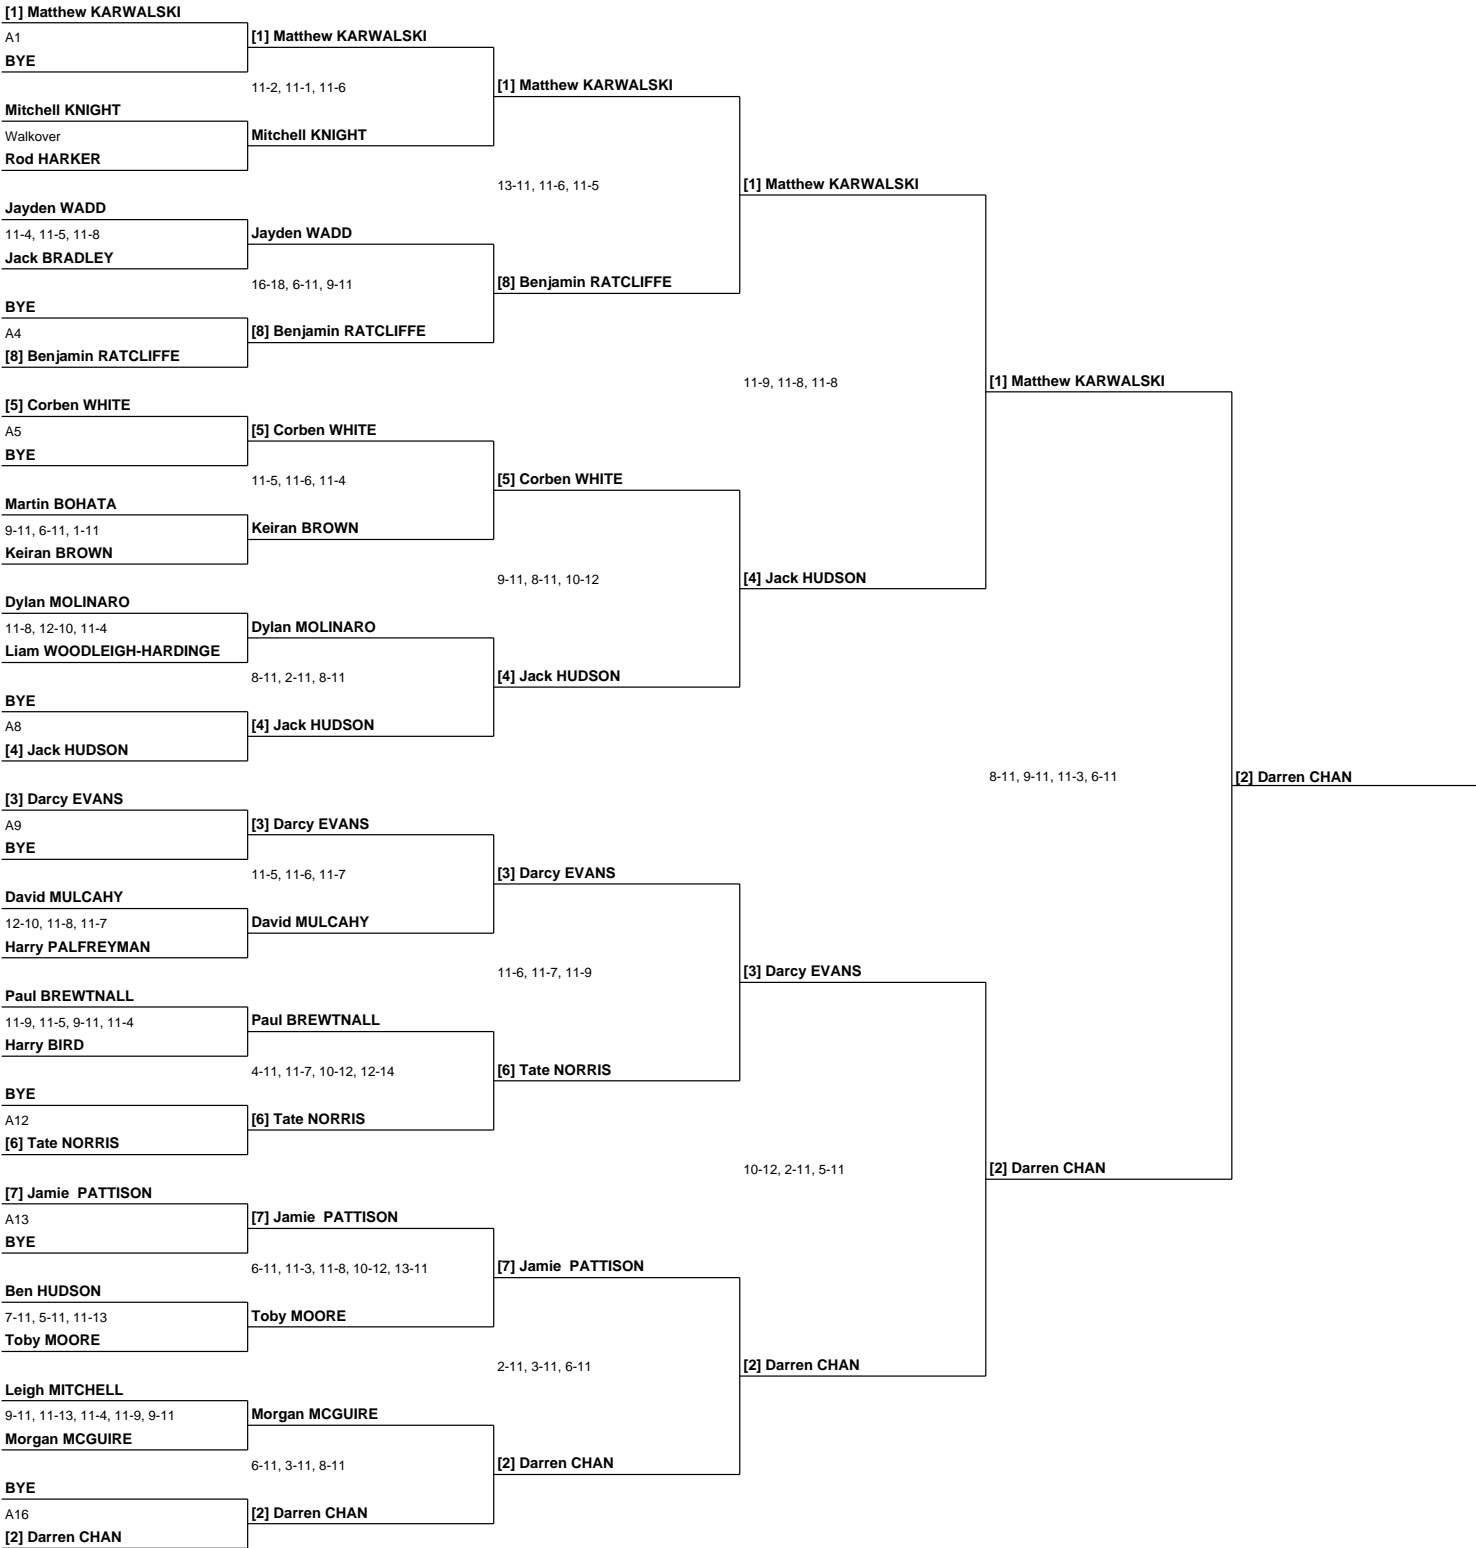 [1] Matthew KARWALSKI
A1
BYE
Mitchell KNIGHT
Walkover
Rod HARKER
Jayden WADD
11-4, 11-5, 11-8
Jack BRADLEY
BYE
A4
[8] Benjamin RATCLIFFE
[5] Corben WHITE
A5
BYE
Martin BOHATA
9-11, 6-11, 1-11
Keiran BROWN
Dylan MOLINARO
11-8, 12-10, 11-4
Liam WOODLEIGH-HARDINGE
BYE
A8
[4] Jack HUDSON
[3] Darcy EVANS
A9
BYE
David MULCAHY
12-10, 11-8, 11-7
Harry PALFREYMAN
Paul BREWTNALL
11-9, 11-5, 9-11, 11-4
Harry BIRD
BYE
A12
[6] Tate NORRIS
[7] Jamie  PATTISON
A13
BYE
Ben HUDSON
7-11, 5-11, 11-13
Toby MOORE
Leigh MITCHELL
9-11, 11-13, 11-4, 11-9, 9-11
Morgan MCGUIRE
BYE
A16
[2] Darren CHAN
[1] Matthew KARWALSKI
11-2, 11-1, 11-6
Mitchell KNIGHT
Jayden WADD
16-18, 6-11, 9-11
[8] Benjamin RATCLIFFE
[5] Corben WHITE
11-5, 11-6, 11-4
Keiran BROWN
Dylan MOLINARO
8-11, 2-11, 8-11
[4] Jack HUDSON
[3] Darcy EVANS
11-5, 11-6, 11-7
David MULCAHY
Paul BREWTNALL
4-11, 11-7, 10-12, 12-14
[6] Tate NORRIS
[7] Jamie  PATTISON
6-11, 11-3, 11-8, 10-12, 13-11
Toby MOORE
Morgan MCGUIRE
6-11, 3-11, 8-11
[2] Darren CHAN
[1] Matthew KARWALSKI
13-11, 11-6, 11-5
[8] Benjamin RATCLIFFE
[5] Corben WHITE
9-11, 8-11, 10-12
[4] Jack HUDSON
[3] Darcy EVANS
11-6, 11-7, 11-9
[6] Tate NORRIS
[7] Jamie  PATTISON
2-11, 3-11, 6-11
[2] Darren CHAN
[1] Matthew KARWALSKI
11-9, 11-8, 11-8
[4] Jack HUDSON
[3] Darcy EVANS
10-12, 2-11, 5-11
[2] Darren CHAN
[1] Matthew KARWALSKI
8-11, 9-11, 11-3, 6-11
[2] Darren CHAN
[2] Darren CHAN